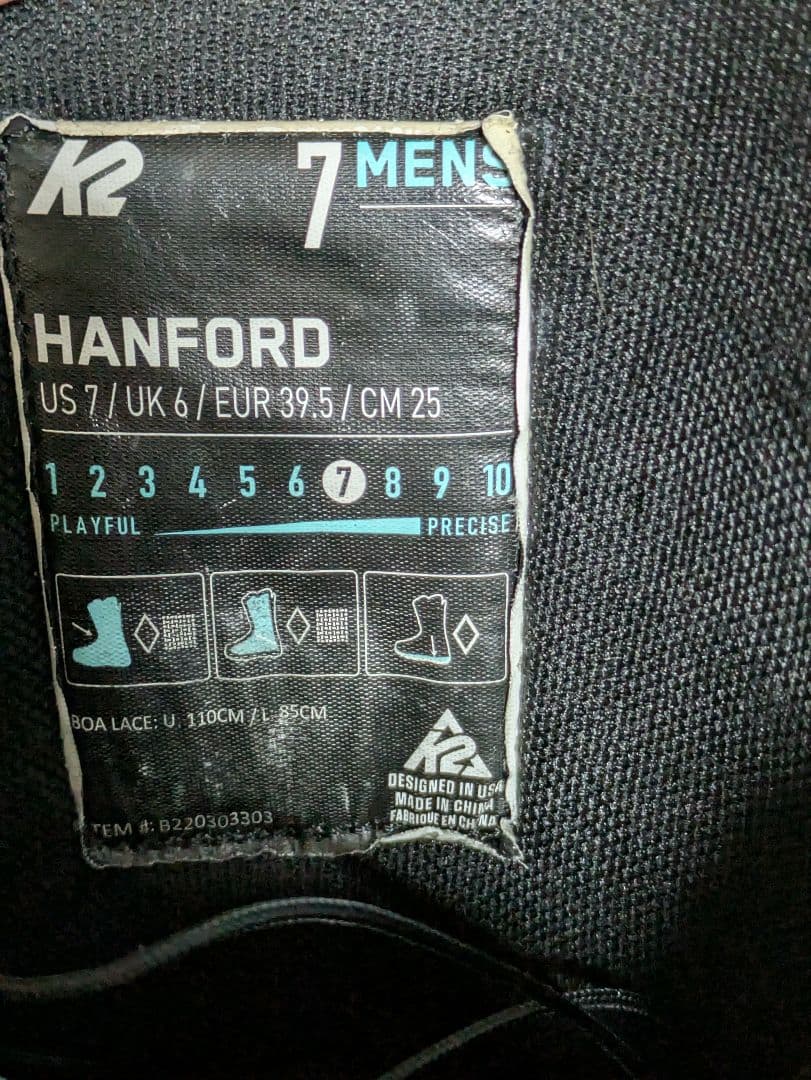 K2 7 MENS
HANFORD
US 7 / UK 6 / EUR 39.5 / CM 25
1 2 3 4 5 6 7 8 9 10
PLAYFUL PRECISE
BOA LACE: U 110CM / L 85CM
K2
DESIGNED IN USA
MADE IN CHINA
FABRIQUE EN CHINA
TEM #: B220303303